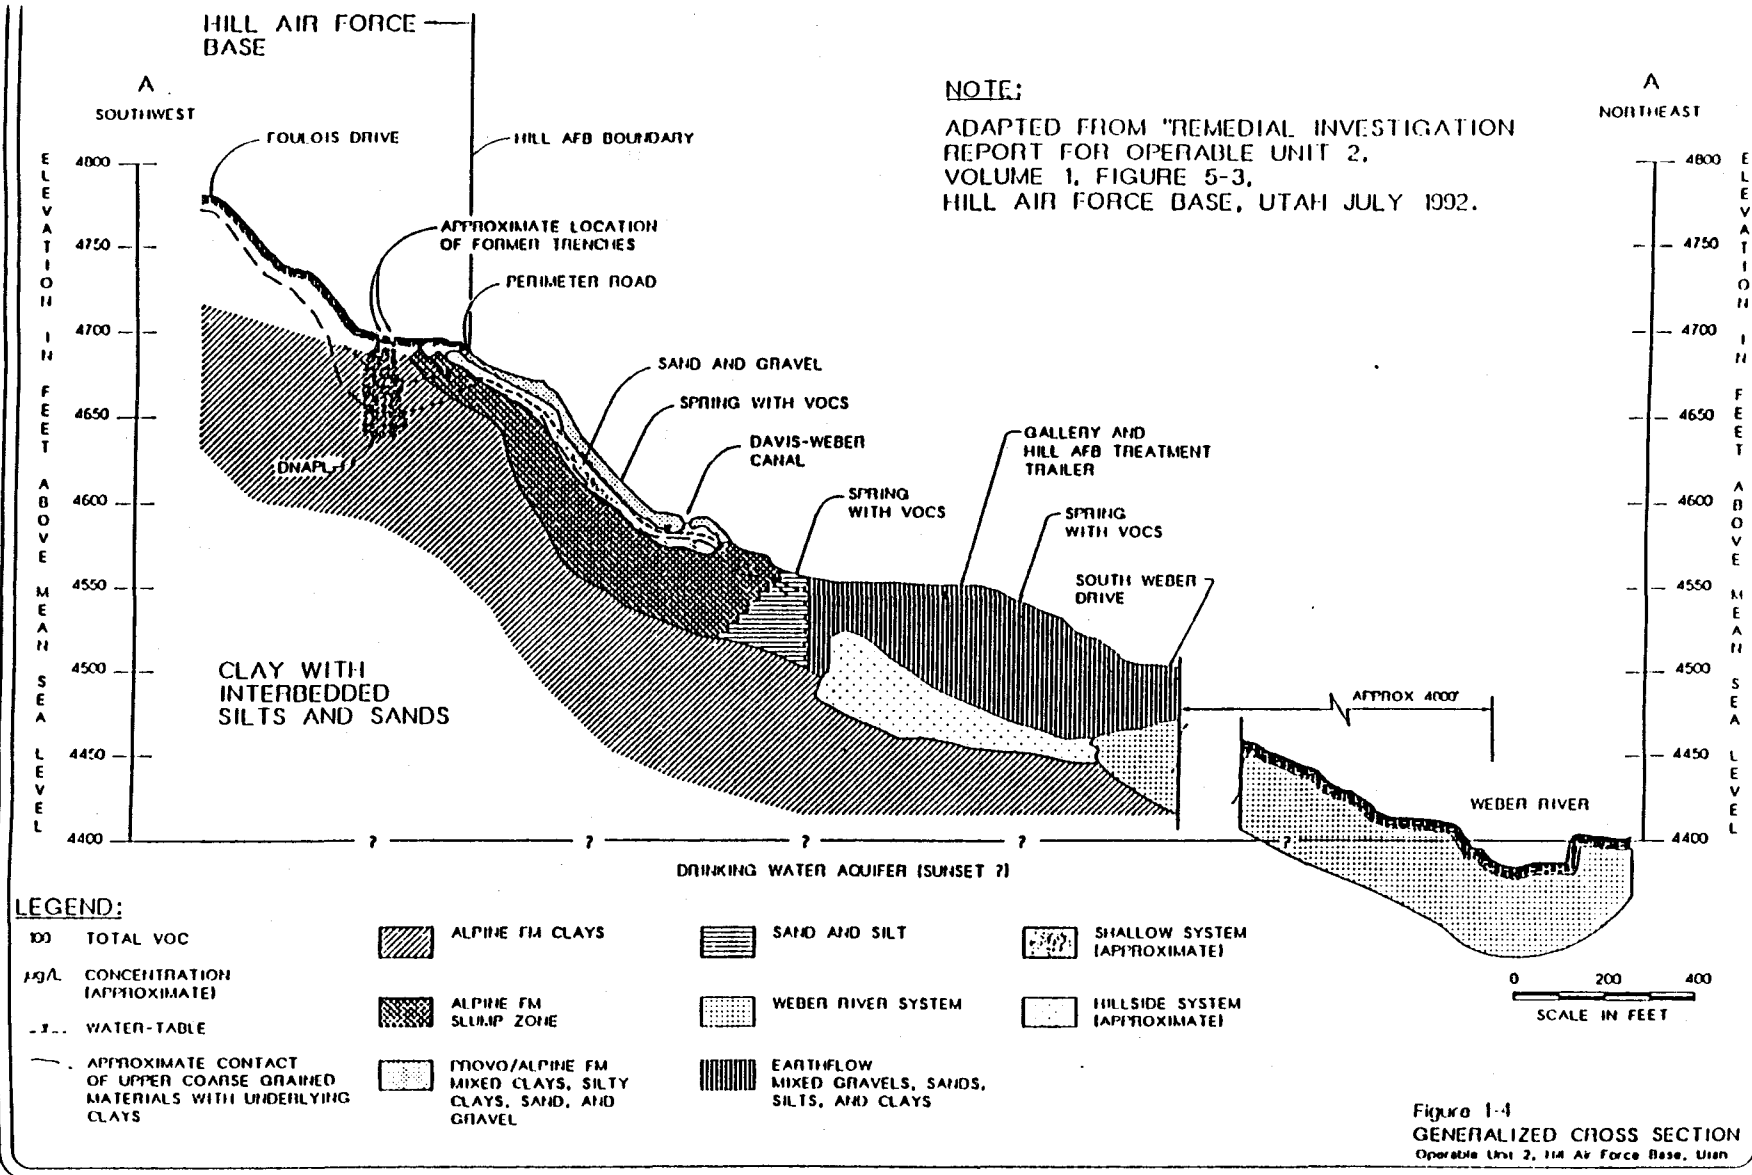 HILL AIR FORCE
BASE
A
SOUTHWEST
FOULOIS DRIVE
HILL AFB BOUNDARY
NOTE:
ADAPTED FROM "REMEDIAL INVESTIGATION
REPORT FOR OPERABLE UNIT 2,
VOLUME 1, FIGURE 5-3,
HILL AIR FORCE BASE, UTAH JULY 1992.
A
NORTHEAST
ELEVATION IN FEET ABOVE MEAN SEA LEVEL
4800
4750
4700
4650
4600
4550
4500
4450
4400
APPROXIMATE LOCATION
OF FORMER TRENCHES
PERIMETER ROAD
SAND AND GRAVEL
SPRING WITH VOCS
DAVIS-WEBER
CANAL
SPRING
WITH VOCS
GALLERY AND
HILL AFB TREATMENT
TRAILER
SPRING
WITH VOCS
SOUTH WEBER
DRIVE
DNAPL
CLAY WITH
INTERBEDDED
SILTS AND SANDS
APPROX 4000'
WEBER RIVER
4800
4750
4700
4650
4600
4550
4500
4450
4400
ELEVATION IN FEET ABOVE MEAN SEA LEVEL
? ? ? ? ?
DRINKING WATER AQUIFER (SUNSET ?)
LEGEND:
100 TOTAL VOC
µg/L CONCENTRATION
(APPROXIMATE)
WATER-TABLE
APPROXIMATE CONTACT
OF UPPER COARSE GRAINED
MATERIALS WITH UNDERLYING
CLAYS
ALPINE FM CLAYS
ALPINE FM
SLUMP ZONE
PROVO/ALPINE FM
MIXED CLAYS, SILTY
CLAYS, SAND, AND
GRAVEL
SAND AND SILT
WEBER RIVER SYSTEM
EARTHFLOW
MIXED GRAVELS, SANDS,
SILTS, AND CLAYS
SHALLOW SYSTEM
(APPROXIMATE)
HILLSIDE SYSTEM
(APPROXIMATE)
0 200 400
SCALE IN FEET
Figure 1-4
GENERALIZED CROSS SECTION
Operable Unit 2, Hill Air Force Base, Utah